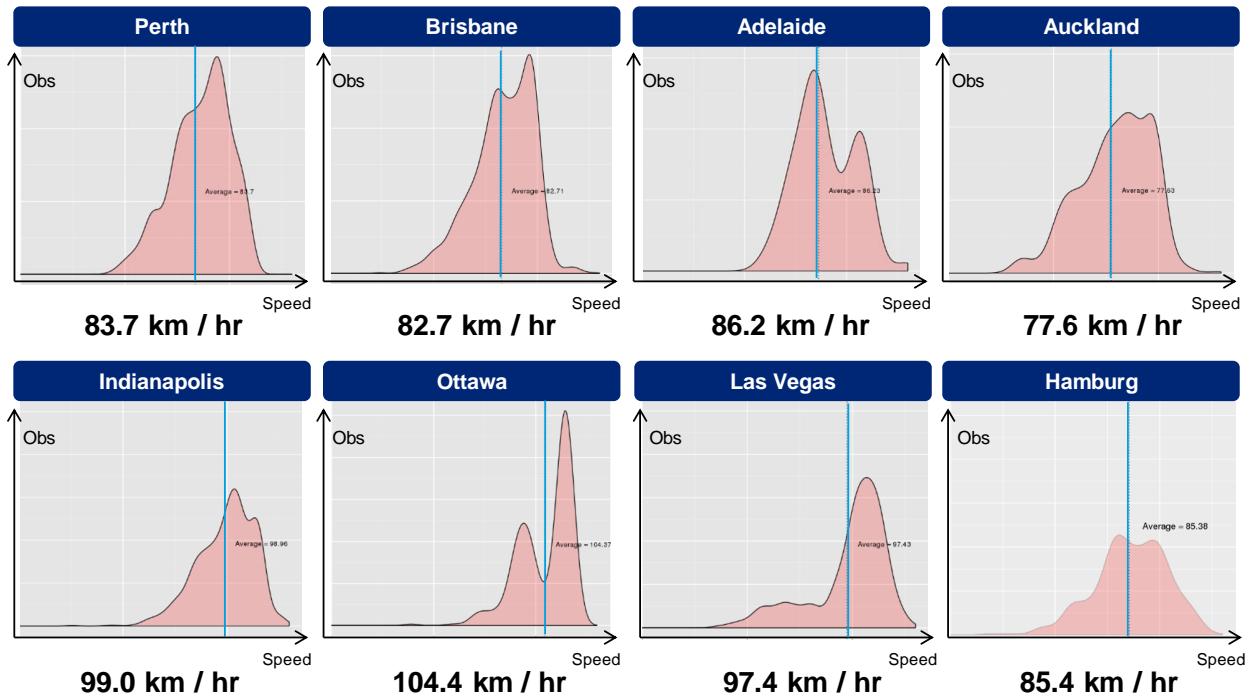 Perth
Brisbane
Adelaide
Auckland
Obs
Obs
Obs
Obs
Average = 83.7
Average = 82.71
Average = 86.23
Average = 77.63
Speed
Speed
Speed
Speed
83.7 km / hr
82.7 km / hr
86.2 km / hr
77.6 km / hr
Indianapolis
Ottawa
Las Vegas
Hamburg
Obs
Obs
Obs
Obs
Average = 98.96
Average = 104.37
Average = 97.43
Average = 85.38
Speed
Speed
Speed
Speed
99.0 km / hr
104.4 km / hr
97.4 km / hr
85.4 km / hr